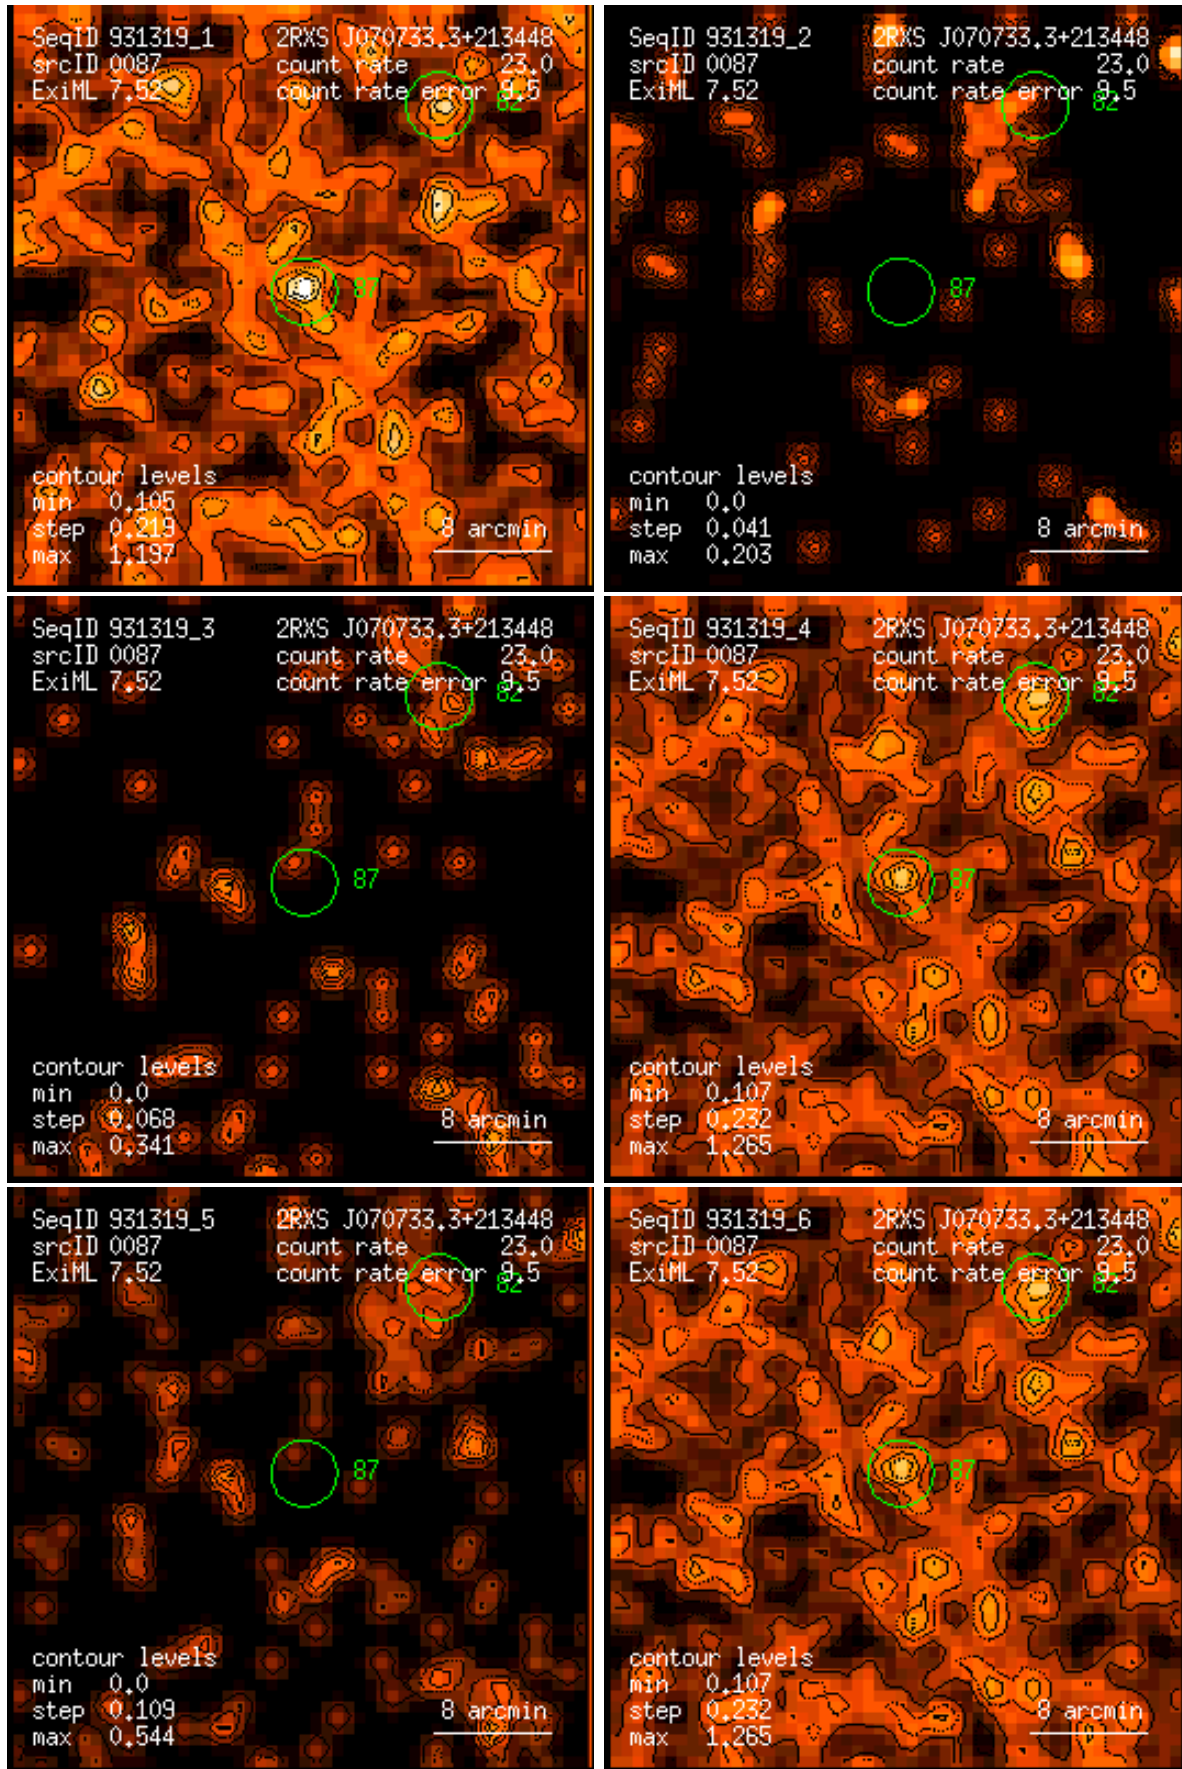 SeqID 931319_1 2RXS J070733.3+213448
srcID 0087 count rate 23.0
ExiML 7.52 count rate error 9.5
82
87
contour levels
min 0.105
step 0.219 8 arcmin
max 1.197
SeqID 931319_2 2RXS J070733.3+213448
srcID 0087 count rate 23.0
ExiML 7.52 count rate error 9.5
82
87
contour levels
min 0.0
step 0.041 8 arcmin
max 0.203
SeqID 931319_3 2RXS J070733.3+213448
srcID 0087 count rate 23.0
ExiML 7.52 count rate error 9.5
82
87
contour levels
min 0.0
step 0.068 8 arcmin
max 0.341
SeqID 931319_4 2RXS J070733.3+213448
srcID 0087 count rate 23.0
ExiML 7.52 count rate error 9.5
82
87
contour levels
min 0.107
step 0.232 8 arcmin
max 1.265
SeqID 931319_5 2RXS J070733.3+213448
srcID 0087 count rate 23.0
ExiML 7.52 count rate error 9.5
82
87
contour levels
min 0.0
step 0.109 8 arcmin
max 0.544
SeqID 931319_6 2RXS J070733.3+213448
srcID 0087 count rate 23.0
ExiML 7.52 count rate error 9.5
82
87
contour levels
min 0.107
step 0.232 8 arcmin
max 1.265